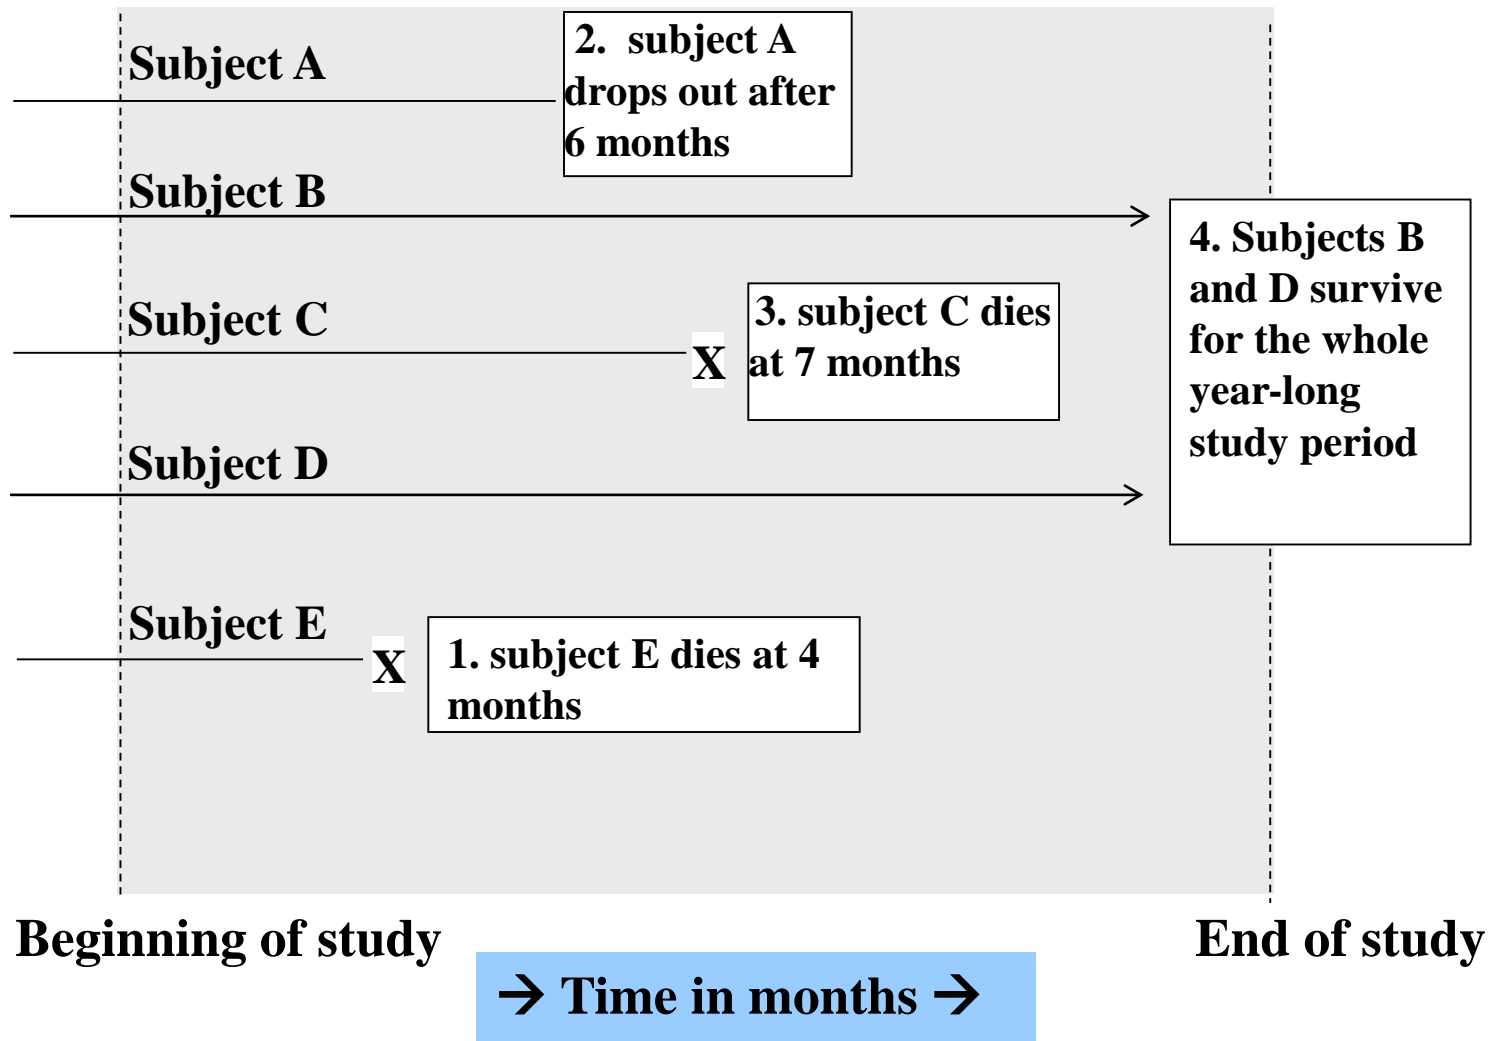 Subject A
2. subject A
drops out after
6 months
Subject B
4. Subjects B
and D survive
for the whole
year-long
study period
Subject C
3. subject C dies
at 7 months
X
Subject D
Subject E
X
1. subject E dies at 4
months
Beginning of study
End of study
→ Time in months →